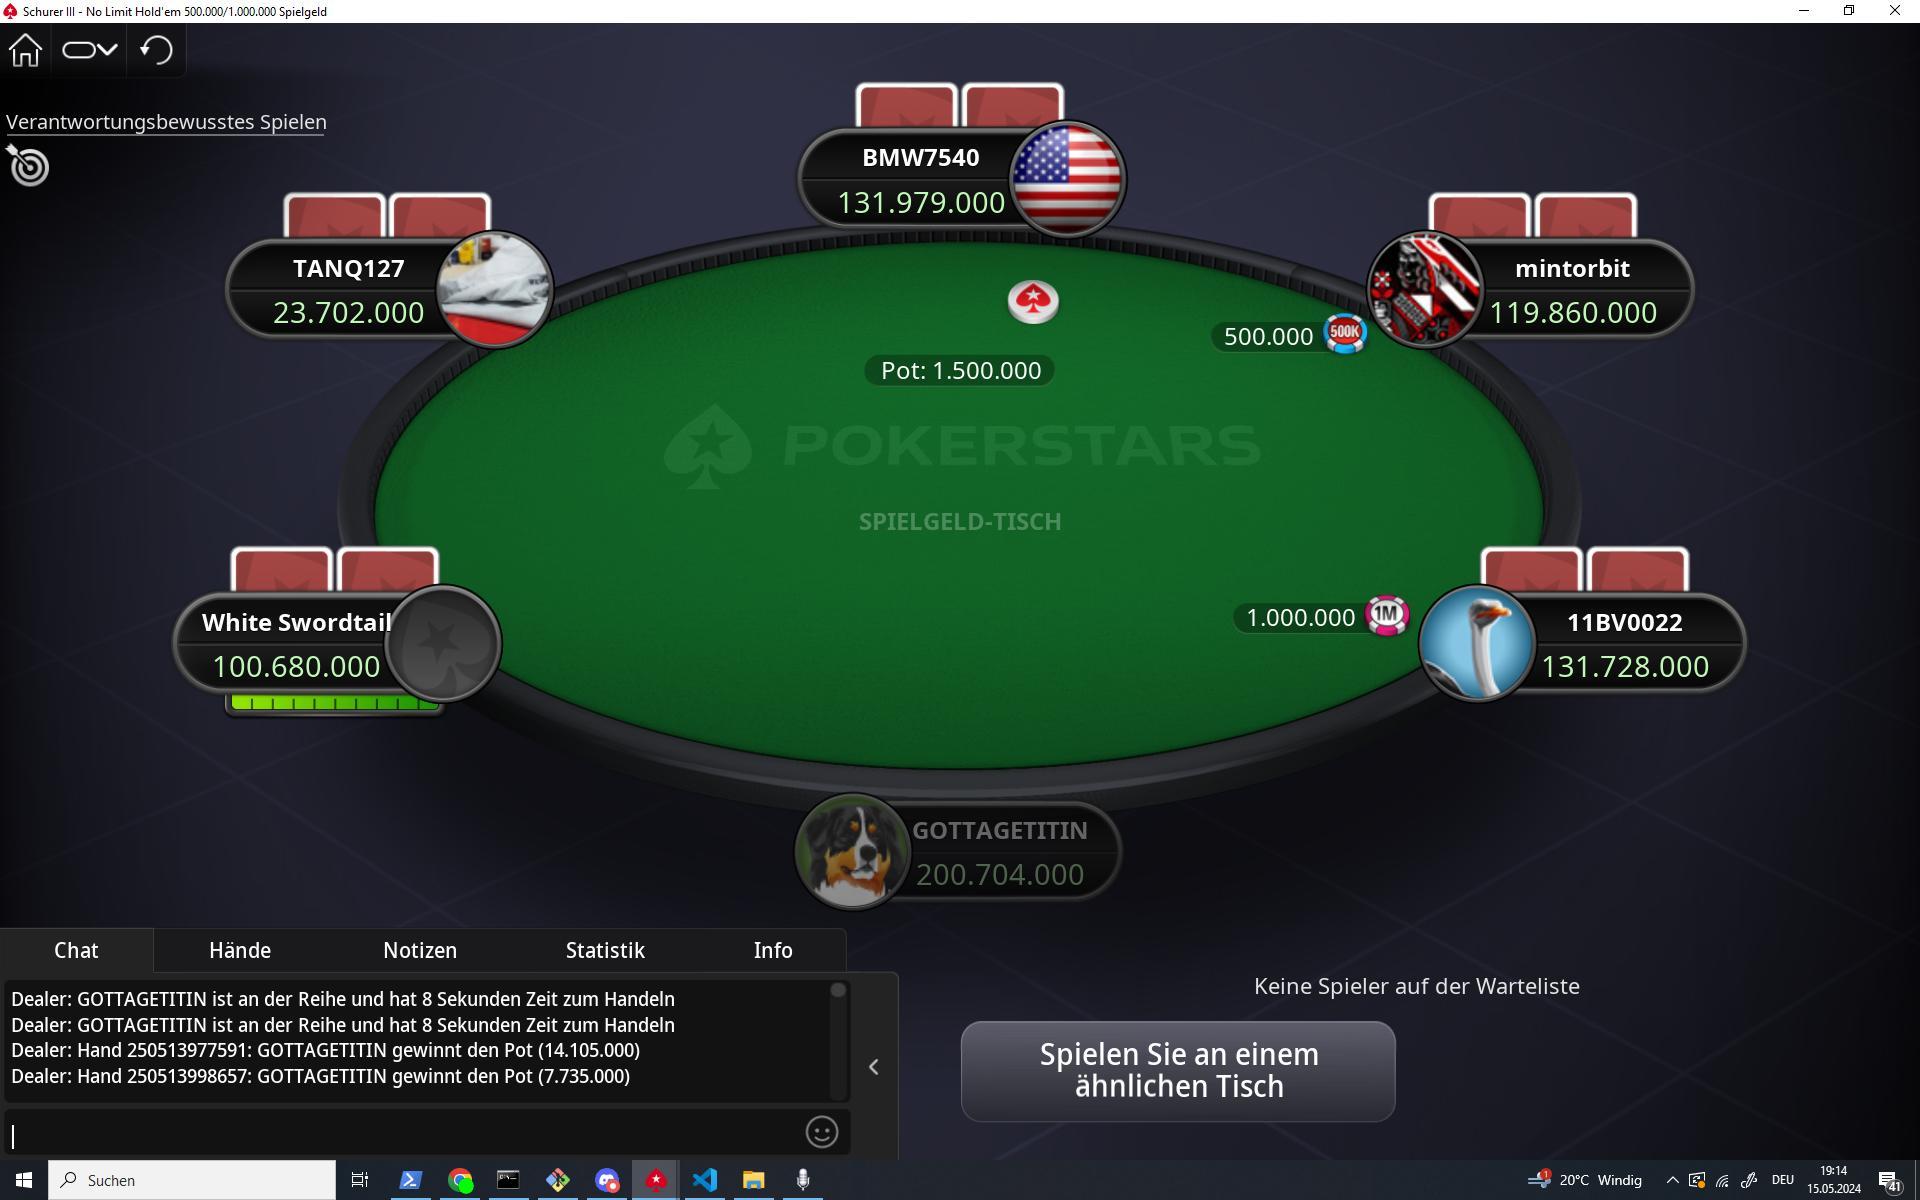 Schurer III - No Limit Hold'em 500.000/1.000.000 Spielgeld
Verantwortungsbewusstes Spielen
BMW7540
131.979.000
TANQ127
23.702.000
mintorbit
119.860.000
500.000
500K
Pot: 1.500.000
POKERSTARS
SPIELGELD-TISCH
White Swordtail
100.680.000
1.000.000
1M
11BV0022
131.728.000
GOTTAGETITIN
200.704.000
Chat Hände Notizen Statistik Info
Dealer: GOTTAGETITIN ist an der Reihe und hat 8 Sekunden Zeit zum Handeln
Dealer: GOTTAGETITIN ist an der Reihe und hat 8 Sekunden Zeit zum Handeln
Dealer: Hand 250513977591: GOTTAGETITIN gewinnt den Pot (14.105.000)
Dealer: Hand 250513998657: GOTTAGETITIN gewinnt den Pot (7.735.000)
Keine Spieler auf der Warteliste
Spielen Sie an einem
ähnlichen Tisch
Suchen
1
20°C Windig
DEU
19:14
15.05.2024
41